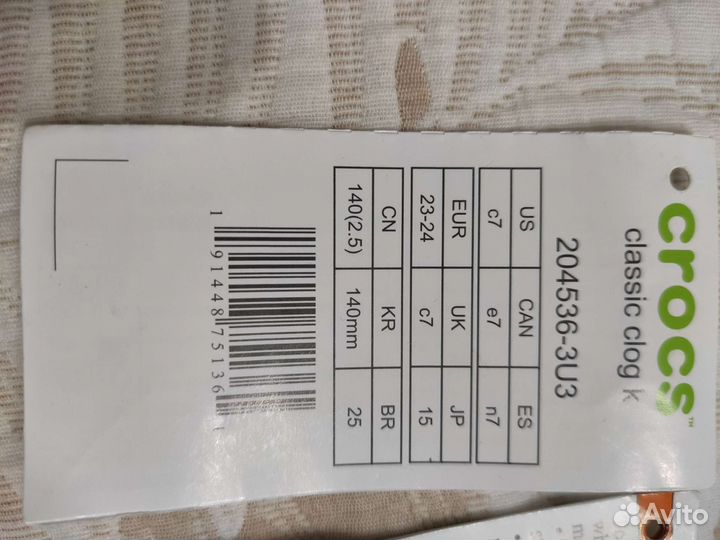 crocs™
classic clog k
204536-3U3
US CAN ES
c7 e7 n7
EUR UK JP
23-24 c7 15
CN KR BR
140(2.5) 140mm 25
1 91448 75136
Avito